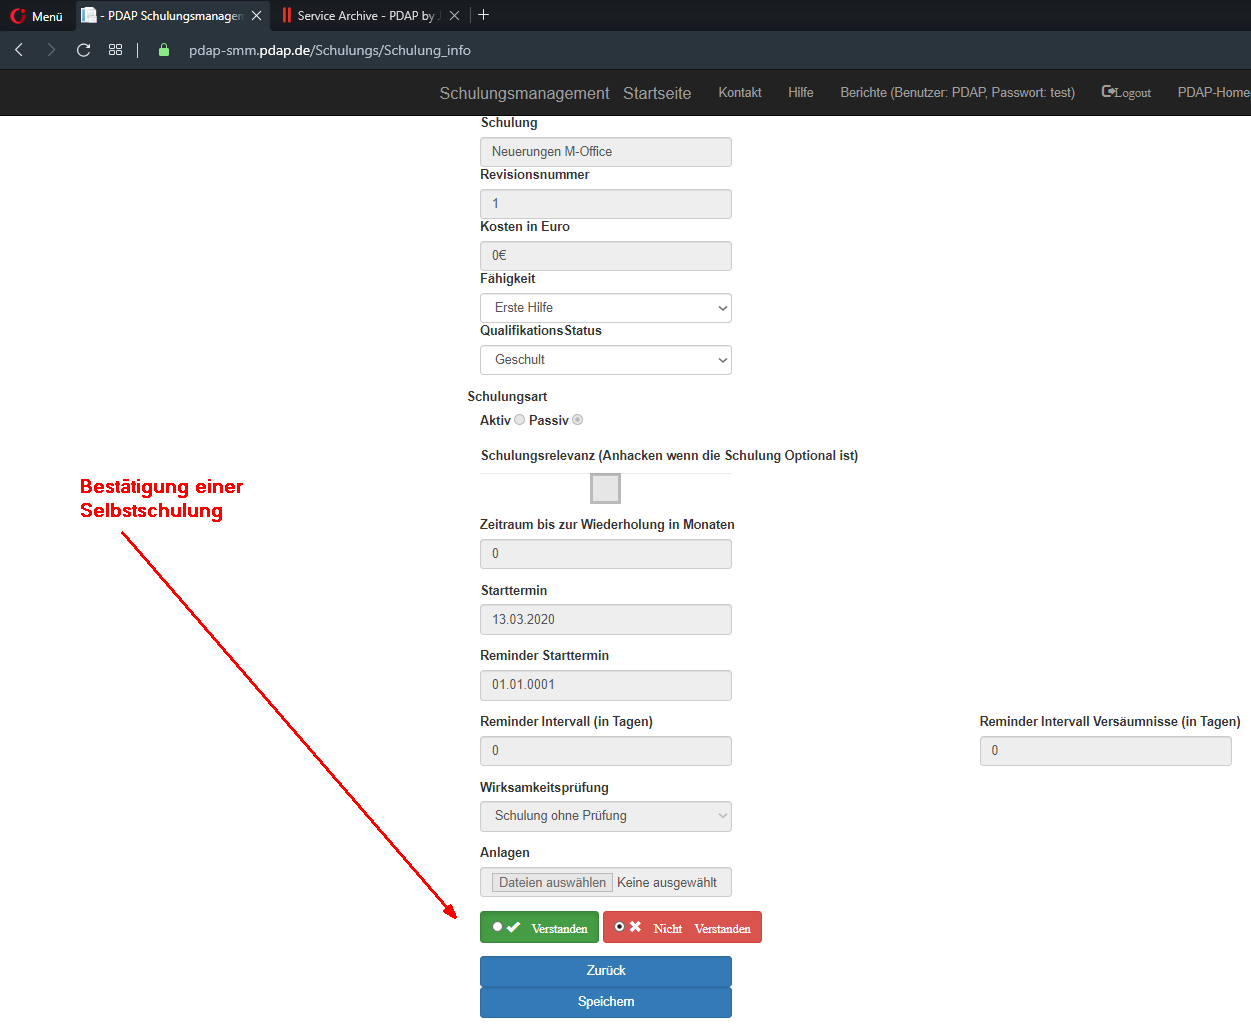 Menü
- PDAP Schulungsmanagen
Service Archive - PDAP by J
pdap-smm.pdap.de/Schulungs/Schulung_info
Schulungsmanagement Startseite Kontakt Hilfe Berichte (Benutzer: PDAP, Passwort: test) Logout PDAP-Home
Schulung
Neuerungen M-Office
Revisionsnummer
1
Kosten in Euro
0€
Fähigkeit
Erste Hilfe
QualifikationsStatus
Geschult
Schulungsart
Aktiv Passiv
Schulungsrelevanz (Anhacken wenn die Schulung Optional ist)
Bestätigung einer
Selbstschulung
Zeitraum bis zur Wiederholung in Monaten
0
Starttermin
13.03.2020
Reminder Starttermin
01.01.0001
Reminder Intervall (in Tagen)
0
Reminder Intervall Versäumnisse (in Tagen)
0
Wirksamkeitsprüfung
Schulung ohne Prüfung
Anlagen
Dateien auswählen Keine ausgewählt
Verstanden
Nicht Verstanden
Zurück
Speichern